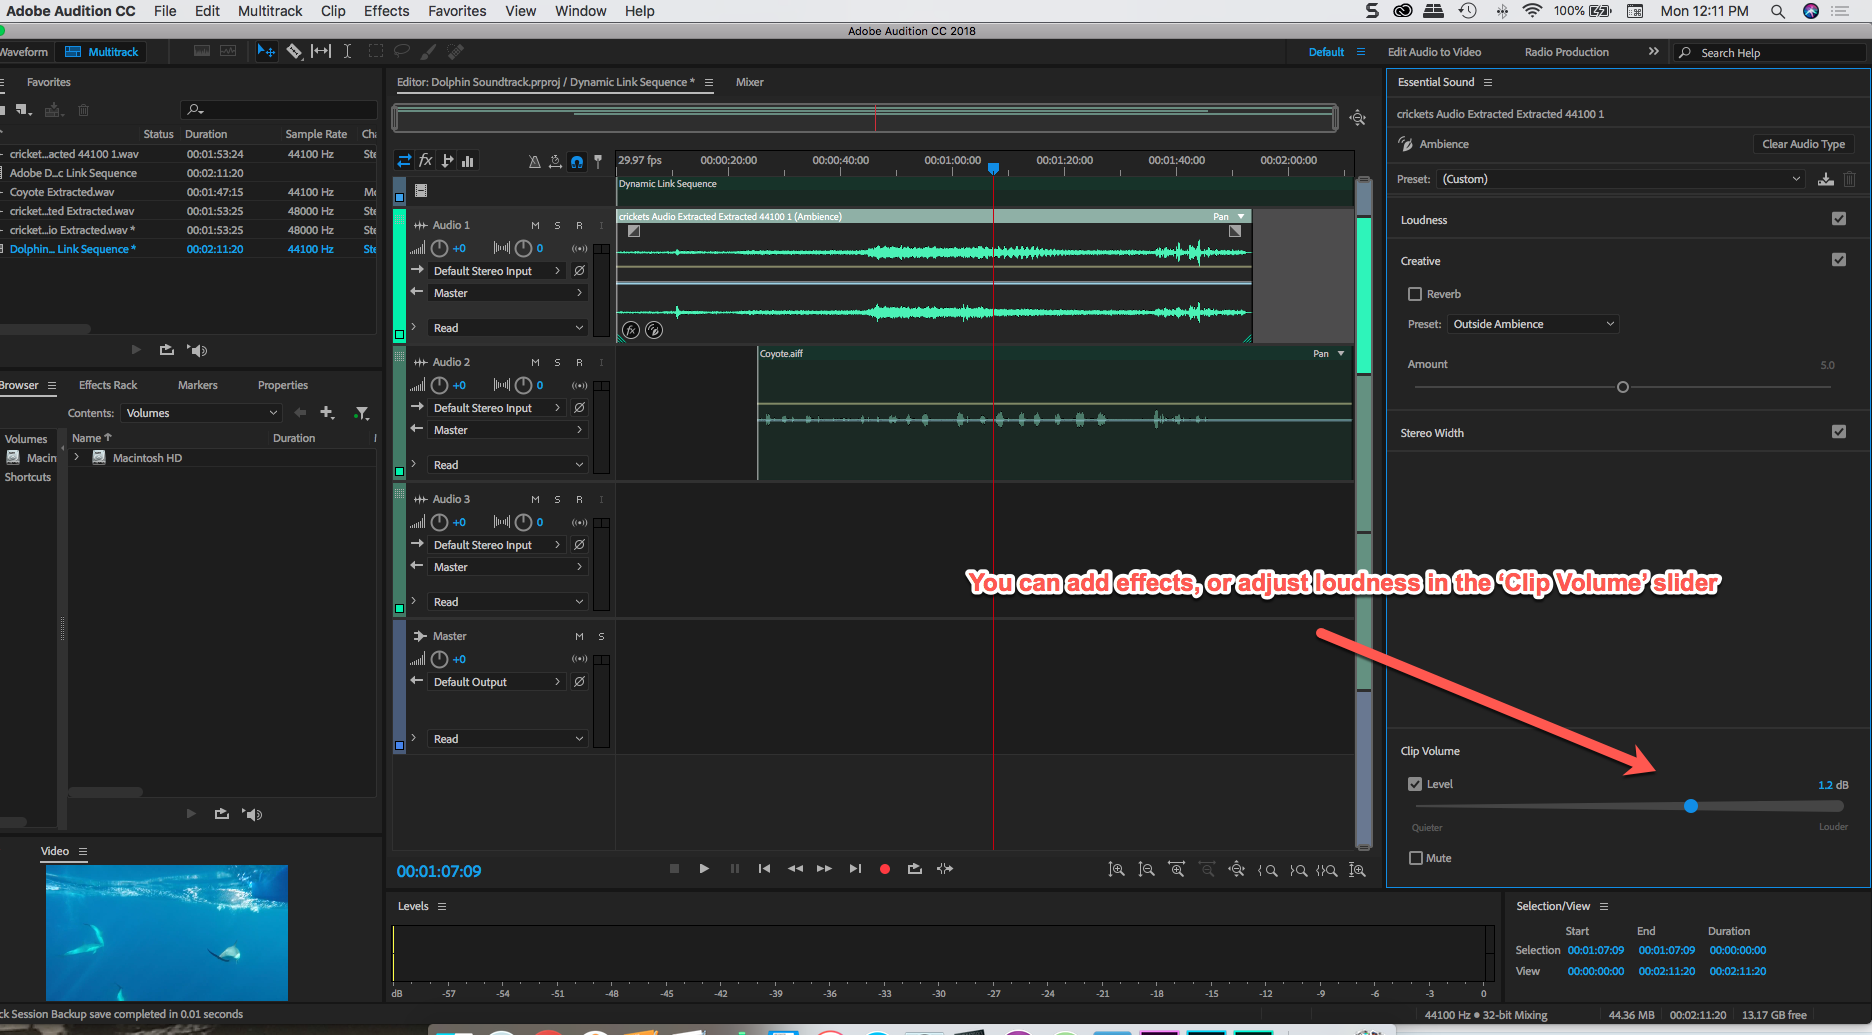 Adobe Audition CC File Edit Multitrack Clip Effects Favorites View Window Help 100% Mon 12:11 PM
Adobe Audition CC 2018
Waveform Multitrack Default Edit Audio to Video Radio Production Search Help
Favorites
Status Duration Sample Rate Cha
cricket...acted 44100 1.wav 00:01:53:24 44100 Hz Ste
Adobe D...c Link Sequence 00:02:11:20
Coyote Extracted.wav 00:01:47:15 44100 Hz Mo
cricket...ted Extracted.wav 00:01:53:25 48000 Hz Ste
cricket...io Extracted.wav * 00:01:53:25 48000 Hz Ste
Dolphin... Link Sequence * 00:02:11:20 44100 Hz Ste
Browser Effects Rack Markers Properties
Contents: Volumes
Volumes Name Duration
Macin Macintosh HD
Shortcuts
Video
Editor: Dolphin Soundtrack.prproj / Dynamic Link Sequence * Mixer
fx 29.97 fps 00:00:20:00 00:00:40:00 00:01:00:00 00:01:20:00 00:01:40:00 00:02:00:00
Dynamic Link Sequence
crickets Audio Extracted Extracted 44100 1 (Ambience) Pan
Audio 1 M S R I
+0 0
Default Stereo Input
Master
Read
fx
Coyote.aiff Pan
Audio 2 M S R I
+0 0
Default Stereo Input
Master
Read
Audio 3 M S R I
+0 0
Default Stereo Input
Master
Read
Master M S
+0
Default Output
Read
You can add effects, or adjust loudness in the ‘Clip Volume’ slider
00:01:07:09
Levels
dB -57 -54 -51 -48 -45 -42 -39 -36 -33 -30 -27 -24 -21 -18 -15 -12 -9 -6 -3 0
Essential Sound
crickets Audio Extracted Extracted 44100 1
Ambience Clear Audio Type
Preset: (Custom)
Loudness
Creative
Reverb
Preset: Outside Ambience
Amount 5.0
Stereo Width
Clip Volume
Level 1.2 dB
Quieter Louder
Mute
Selection/View
Start End Duration
Selection 00:01:07:09 00:01:07:09 00:00:00:00
View 00:00:00:00 00:02:11:20 00:02:11:20
ck Session Backup save completed in 0.01 seconds 44100 Hz • 32-bit Mixing 44.36 MB 00:02:11:20 13.17 GB free